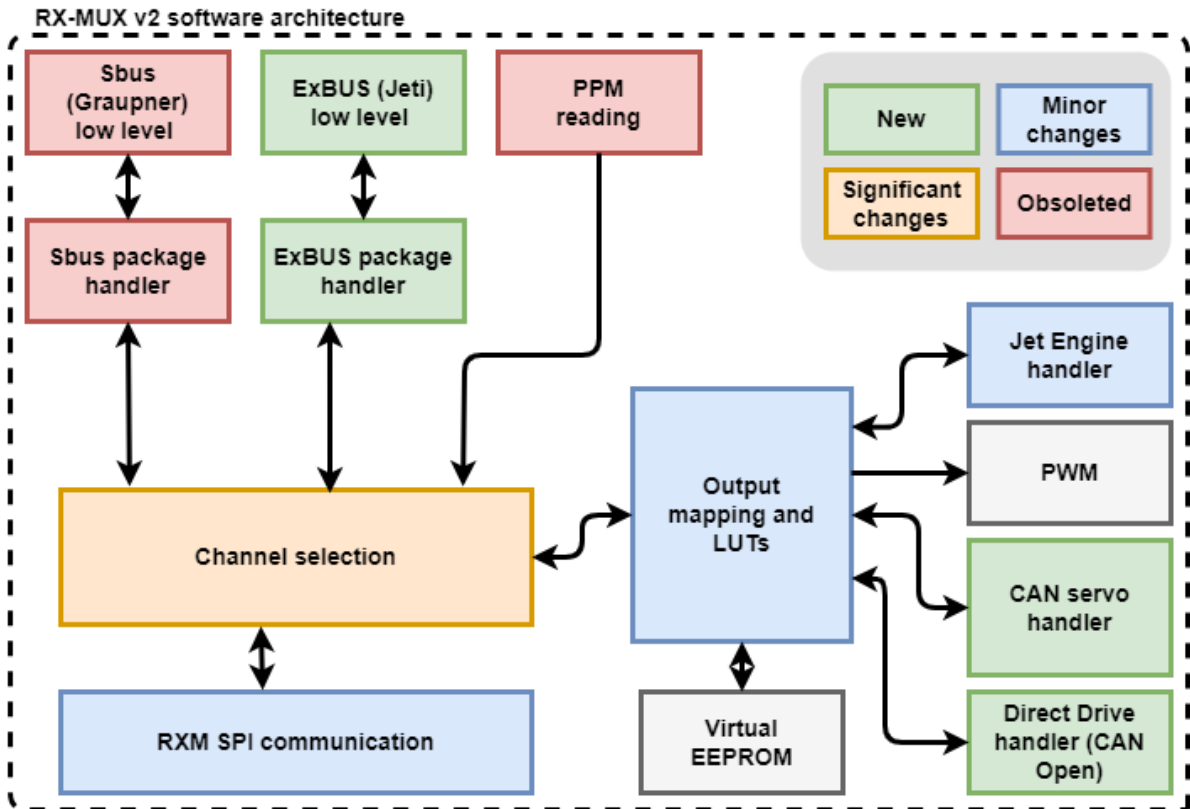 RX-MUX v2 software architecture
Sbus
(Graupner)
low level
ExBUS (Jeti)
low level
PPM
reading
New
Minor
changes
Significant
changes
Obsoleted
Sbus package
handler
ExBUS package
handler
Jet Engine
handler
PWM
Output
mapping and
LUTs
Channel selection
CAN servo
handler
RXM SPI communication
Virtual
EEPROM
Direct Drive
handler (CAN
Open)